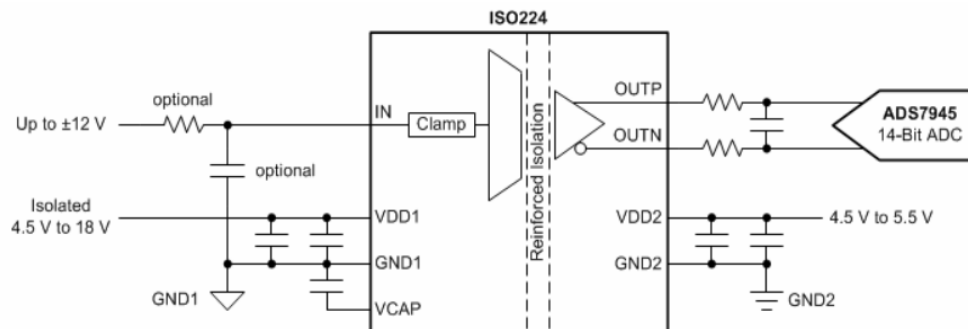 ISO224
optional
Up to ±12 V
IN
Clamp
optional
Isolated
4.5 V to 18 V
VDD1
GND1
GND1
VCAP
Reinforced Isolation
OUTP
OUTN
ADS7945
14-Bit ADC
VDD2
4.5 V to 5.5 V
GND2
GND2